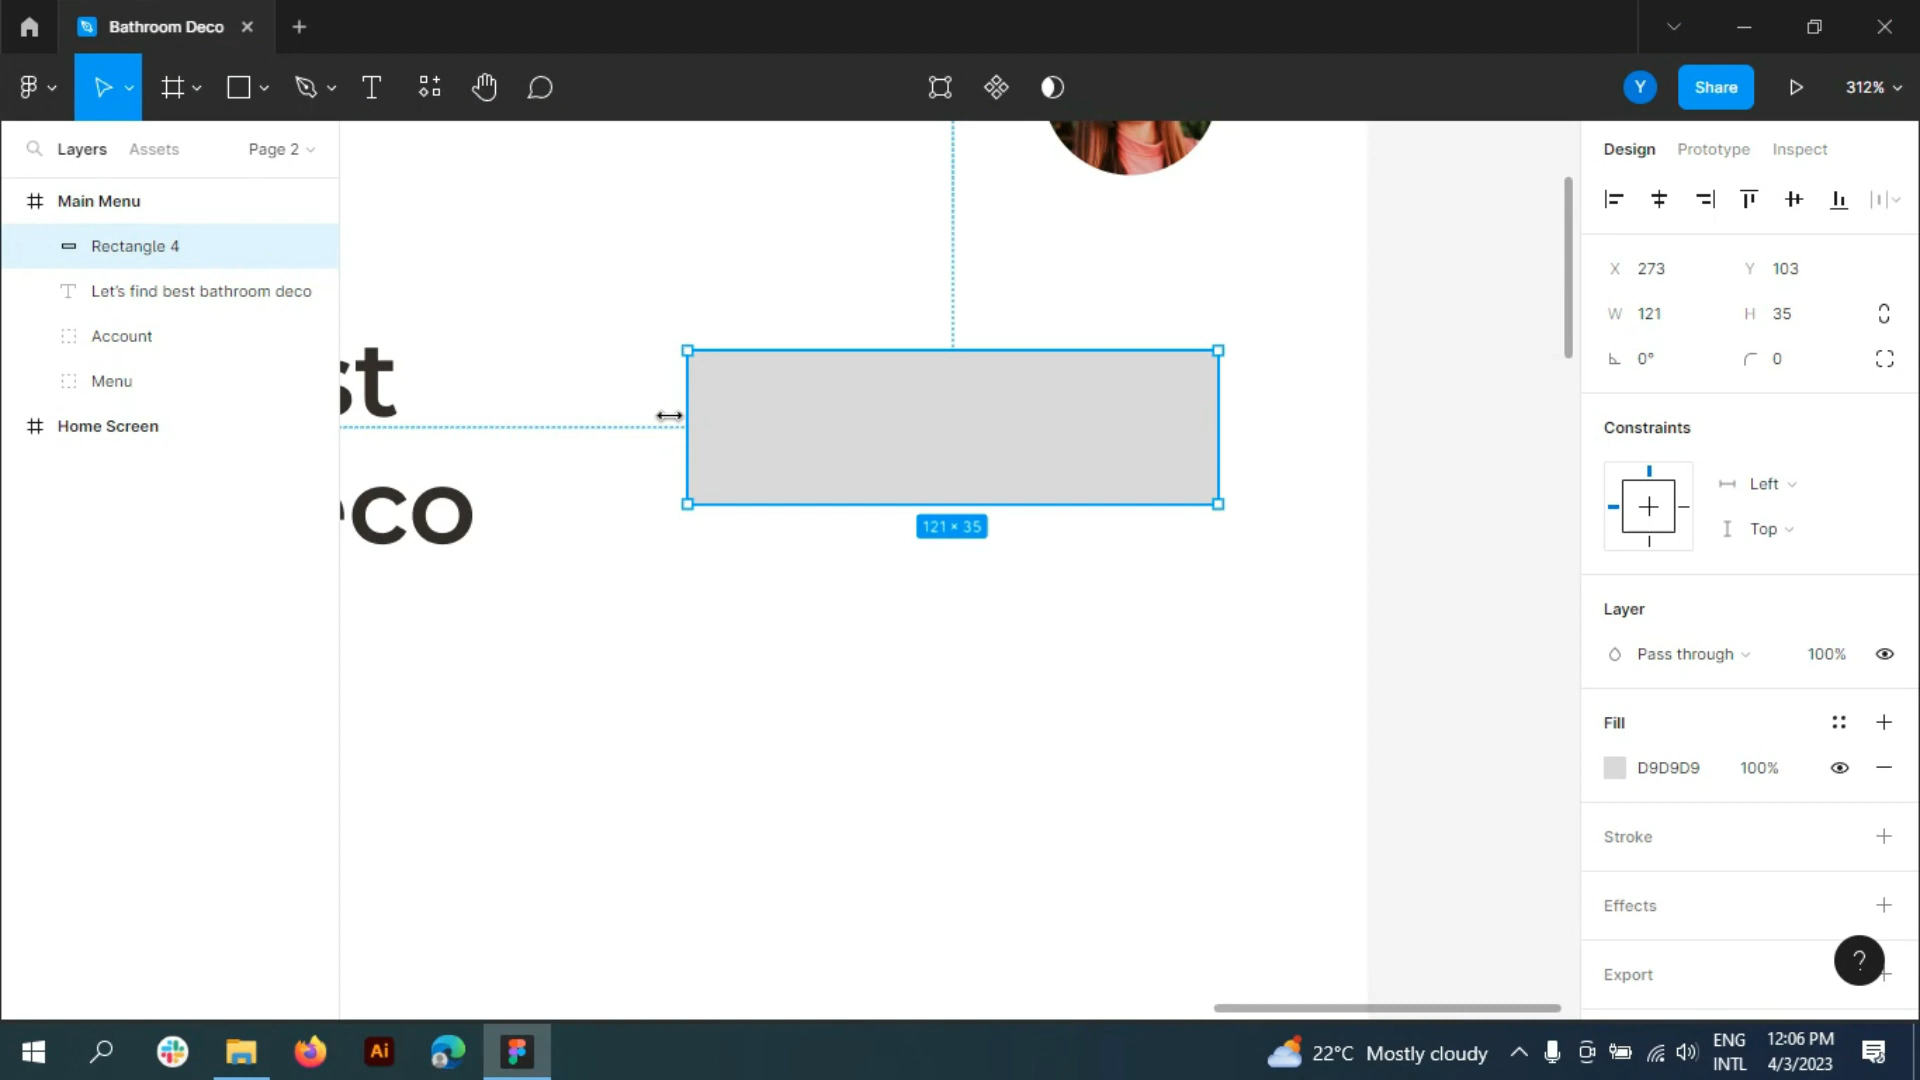 Bathroom Deco
Y
Share
312%
Layers
Assets
Page 2
Design
Prototype
Inspect
Main Menu
Rectangle 4
Let's find best bathroom deco
Account
Menu
Home Screen
st
eco
121 × 35
X 273
Y 103
W 121
H 35
0°
0
Constraints
Left
Top
Layer
Pass through
100%
Fill
D9D9D9
100%
Stroke
Effects
Export
?
Ai
22°C Mostly cloudy
ENG
INTL
12:06 PM
4/3/2023